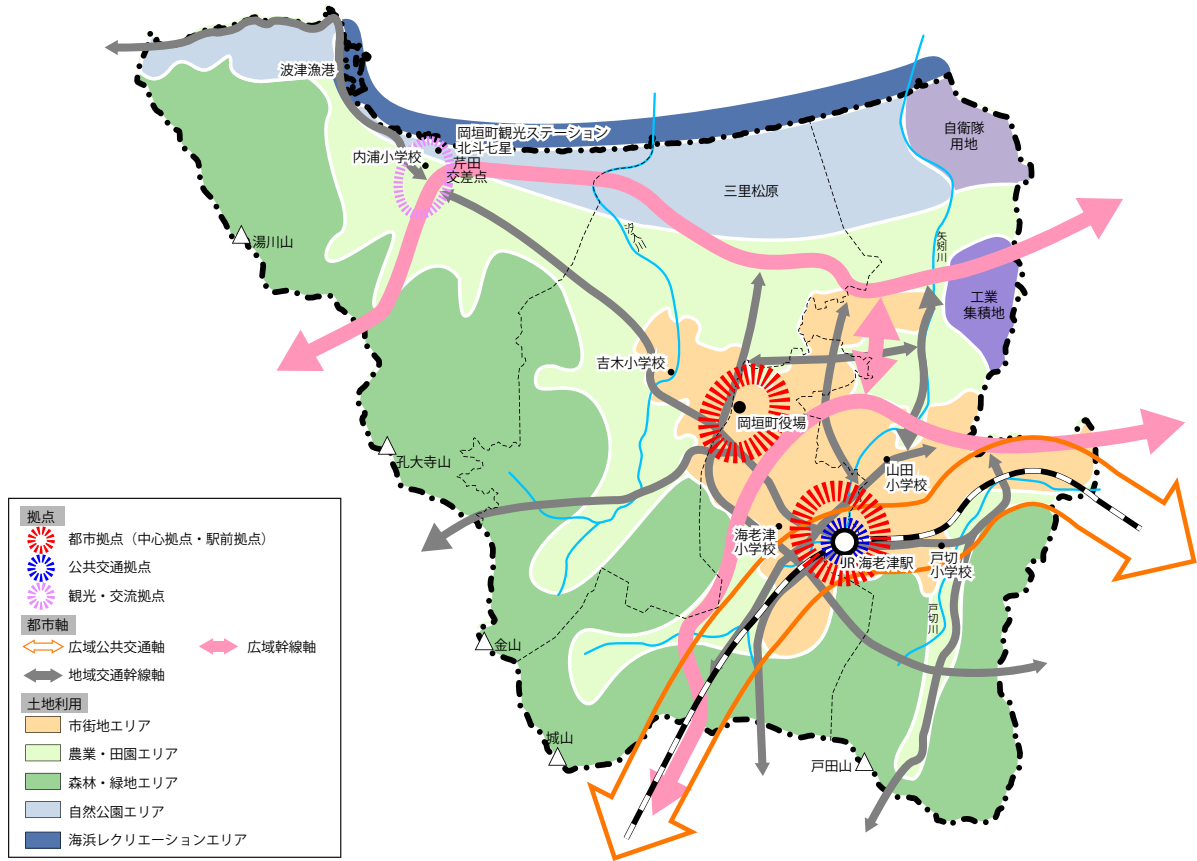 波津漁港
岡垣町観光ステーション
北斗七星
内浦小学校
芹田
交差点
自衛隊
用地
三里松原
湯川山
汐入川
矢矧川
工業
集積地
吉木小学校
岡垣町役場
孔大寺山
山田
小学校
海老津
小学校
JR 海老津駅
戸切
小学校
戸切川
金山
城山
戸田山
拠点
都市拠点（中心拠点・駅前拠点）
公共交通拠点
観光・交流拠点
都市軸
広域公共交通軸
広域幹線軸
地域交通幹線軸
土地利用
市街地エリア
農業・田園エリア
森林・緑地エリア
自然公園エリア
海浜レクリエーションエリア